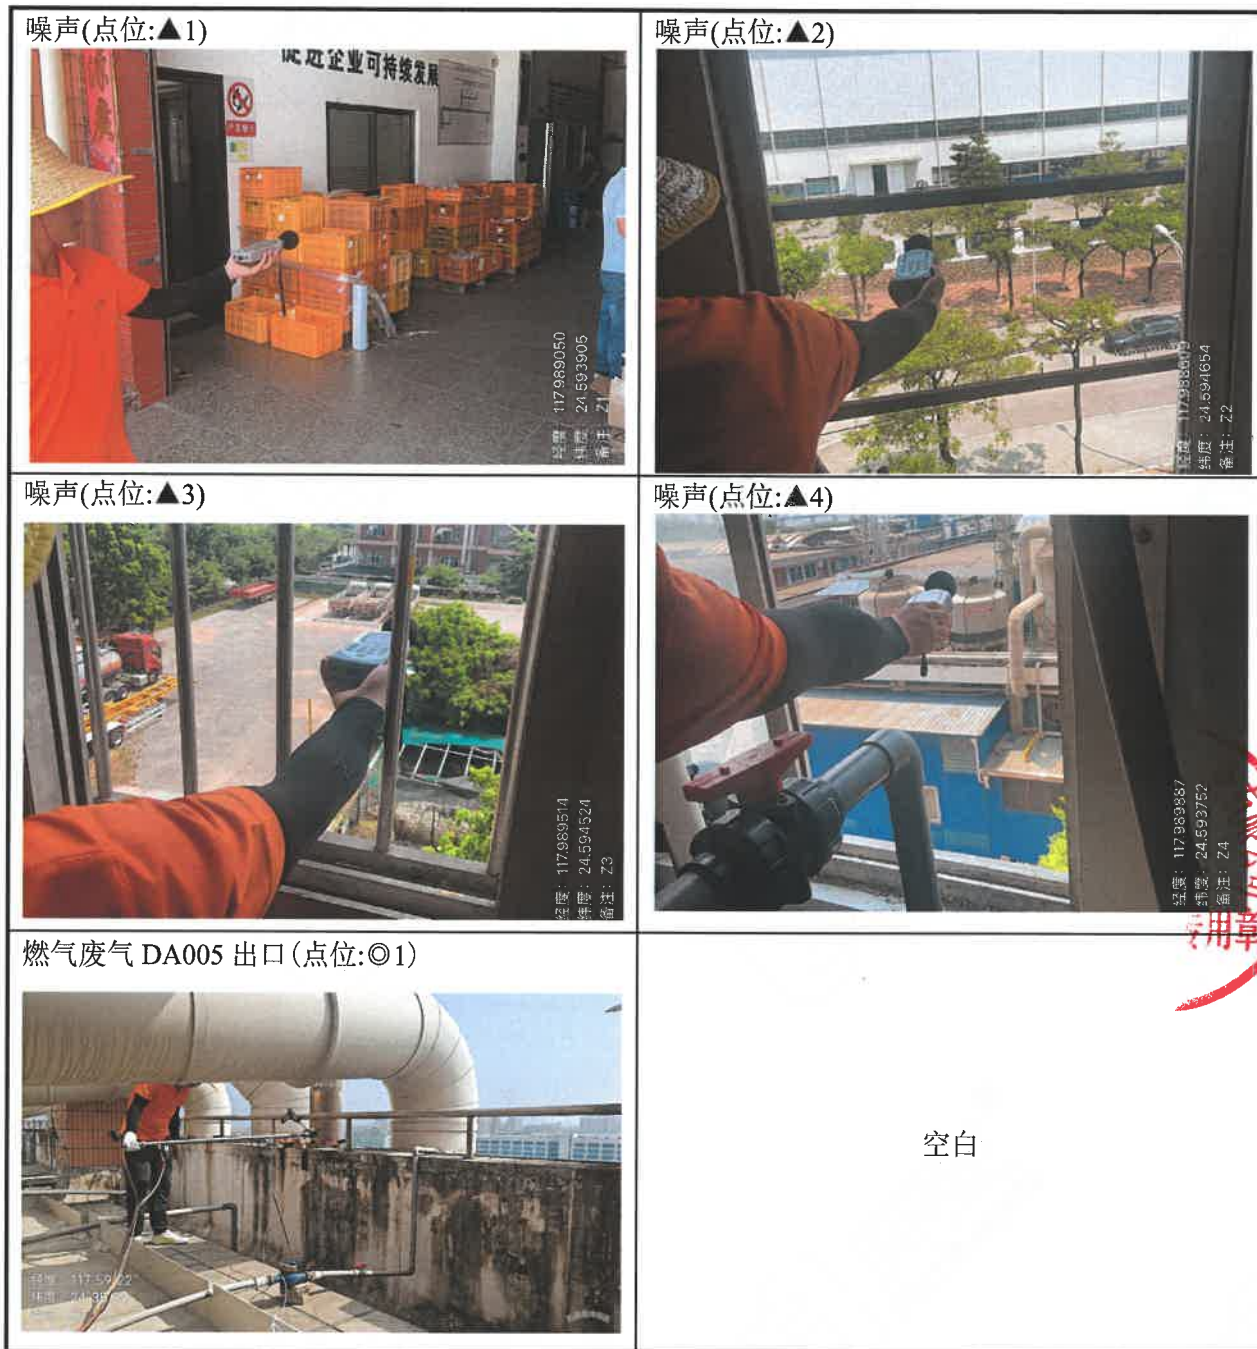 噪声(点位:▲1)
促进企业可持续发展
经度: 117.989050
纬度: 24.593905
备注: Z1
噪声(点位:▲2)
纬度: 24.594654
备注: Z2
噪声(点位:▲3)
经度: 117.989514
纬度: 24.594524
备注: Z3
噪声(点位:▲4)
经度: 117.989887
纬度: 24.593752
备注: Z4
用章
燃气废气 DA005 出口(点位:◎1)
空白